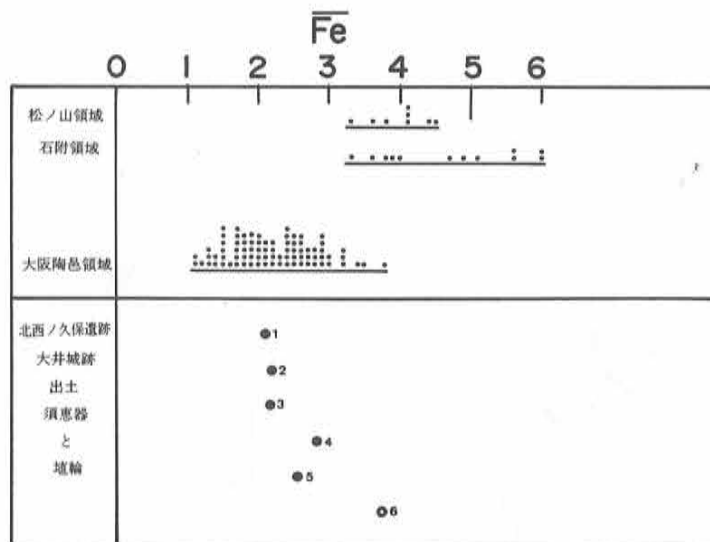 Fe
0 1 2 3 4 5 6
松ノ山領域
石附領域
大阪陶邑領域
北西ノ久保遺跡
1
大井城跡
2
出土
3
須恵器
と
4
埴輪
5
6